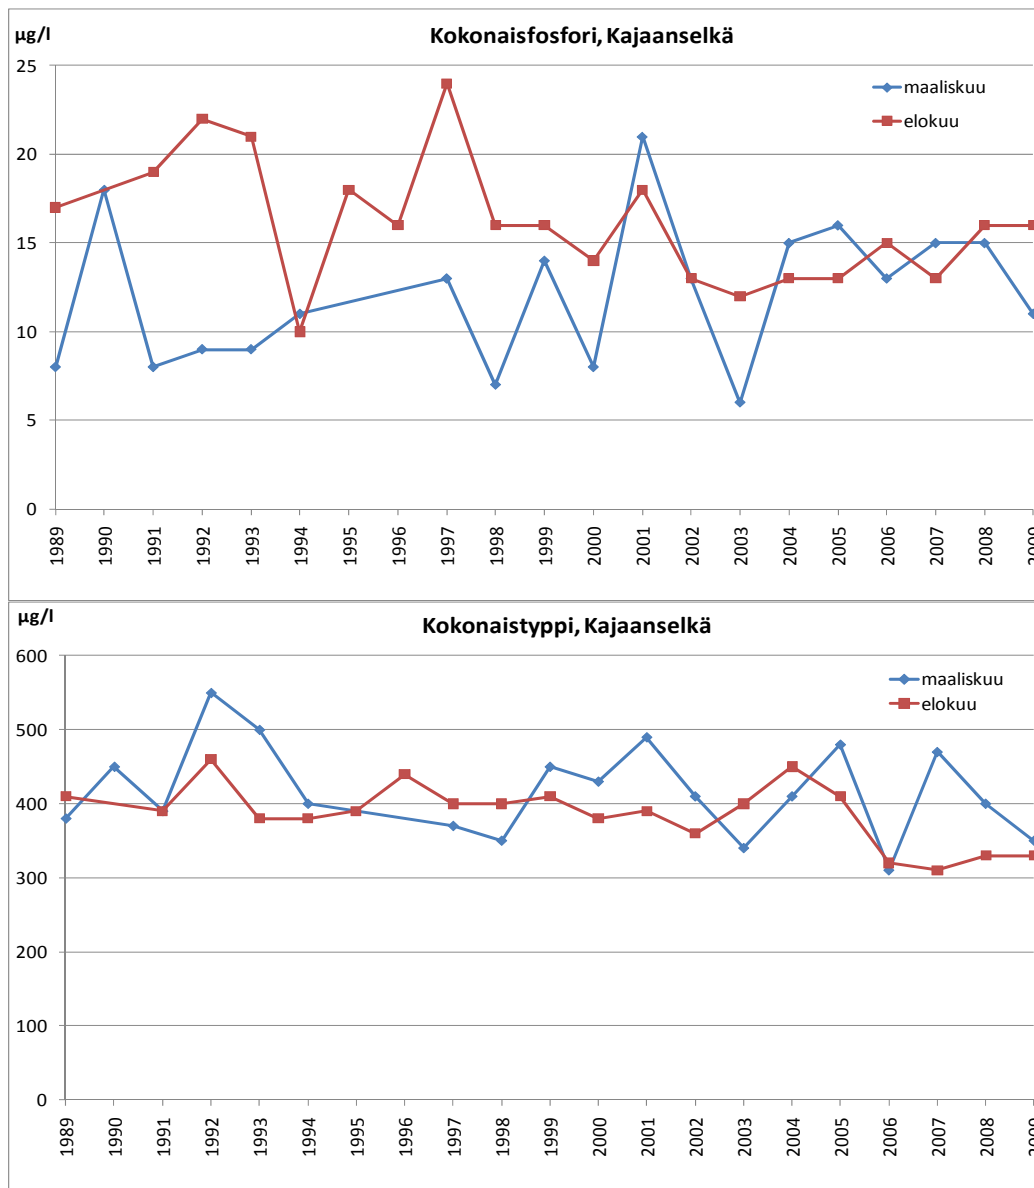 µg/l
Kokonaisfosfori, Kajaanselkä
25
maaliskuu
elokuu
20
15
10
5
0
1989 1990 1991 1992 1993 1994 1995 1996 1997 1998 1999 2000 2001 2002 2003 2004 2005 2006 2007 2008 2009
µg/l
Kokonaistyppi, Kajaanselkä
600
maaliskuu
elokuu
500
400
300
200
100
0
1989 1990 1991 1992 1993 1994 1995 1996 1997 1998 1999 2000 2001 2002 2003 2004 2005 2006 2007 2008 2009